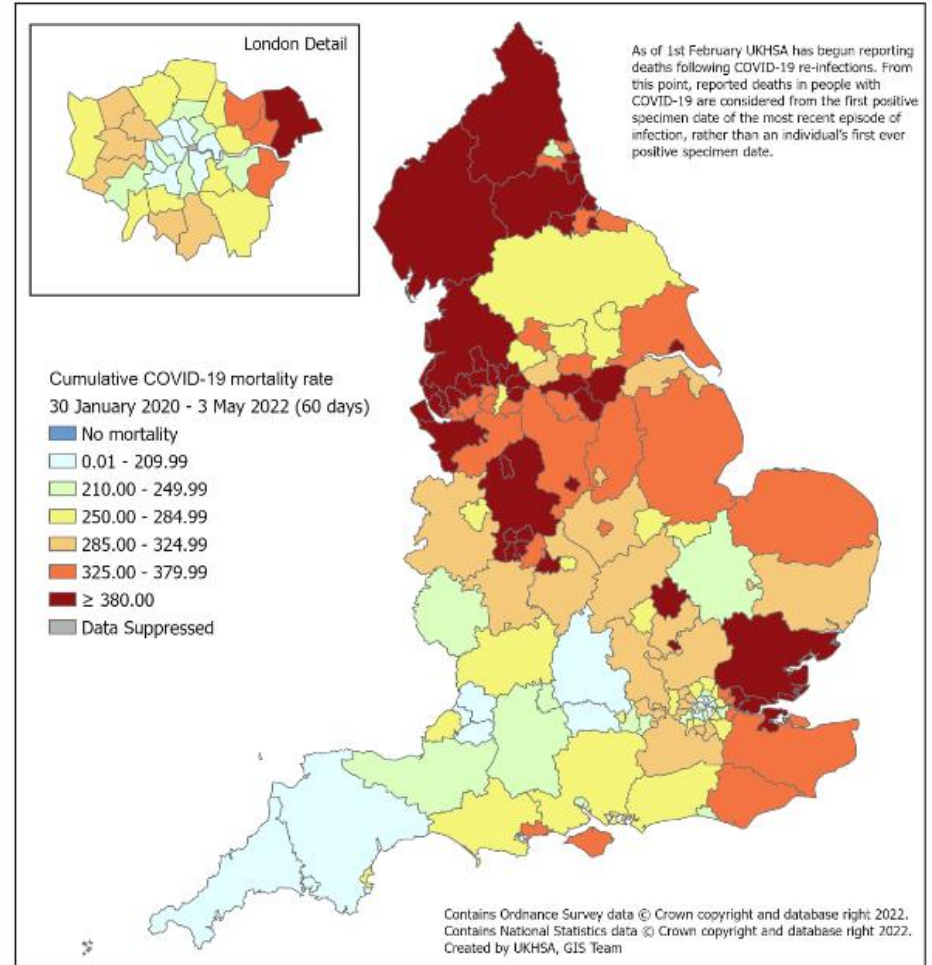 London Detail
As of 1st February UKHSA has begun reporting
deaths following COVID-19 re-infections. From
this point, reported deaths in people with
COVID-19 are considered from the first positive
specimen date of the most recent episode of
infection, rather than an individual's first ever
positive specimen date.
Cumulative COVID-19 mortality rate
30 January 2020 - 3 May 2022 (60 days)
No mortality
0.01 - 209.99
210.00 - 249.99
250.00 - 284.99
285.00 - 324.99
325.00 - 379.99
≥ 380.00
Data Suppressed
Contains Ordnance Survey data © Crown copyright and database right 2022.
Contains National Statistics data © Crown copyright and database right 2022.
Created by UKHSA, GIS Team